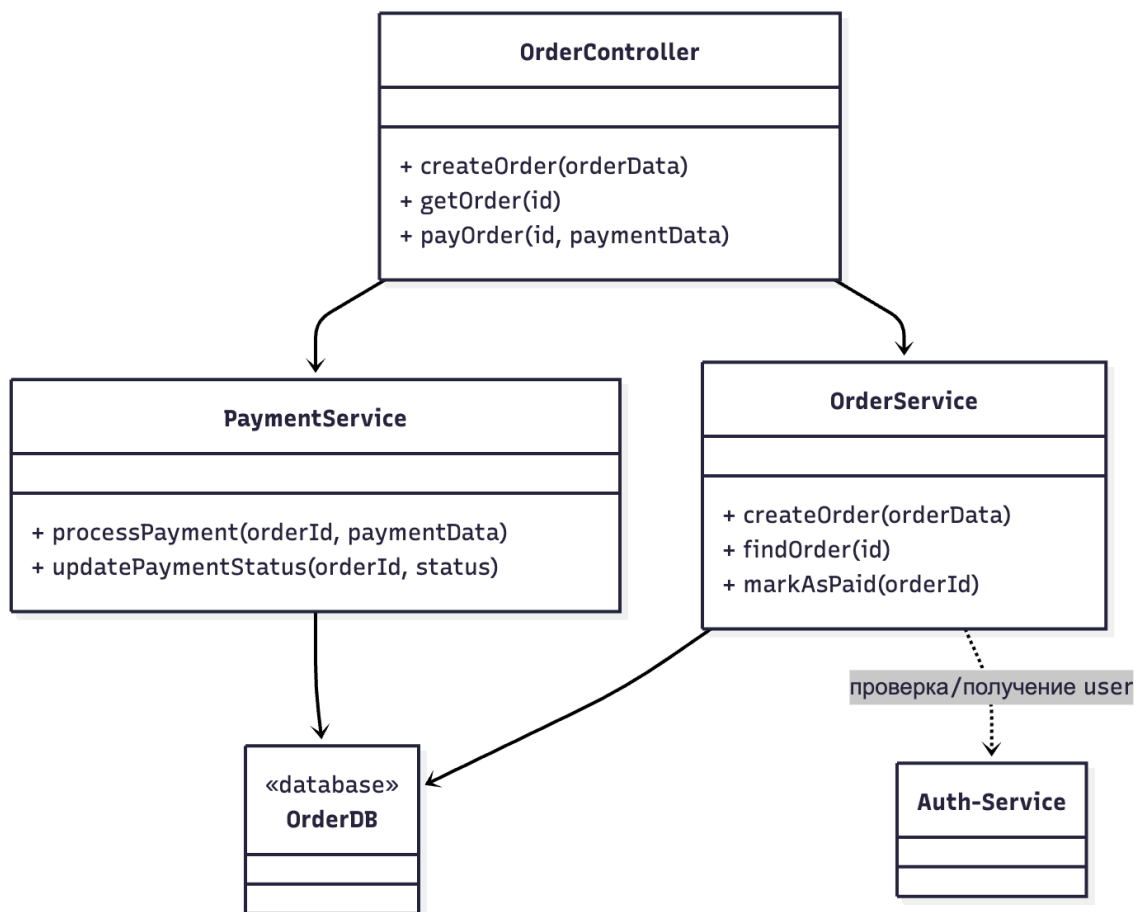 OrderController
+ createOrder(orderData)
+ getOrder(id)
+ payOrder(id, paymentData)
PaymentService
+ processPayment(orderId, paymentData)
+ updatePaymentStatus(orderId, status)
OrderService
+ createOrder(orderData)
+ findOrder(id)
+ markAsPaid(orderId)
проверка/получение user
«database»
OrderDB
Auth-Service